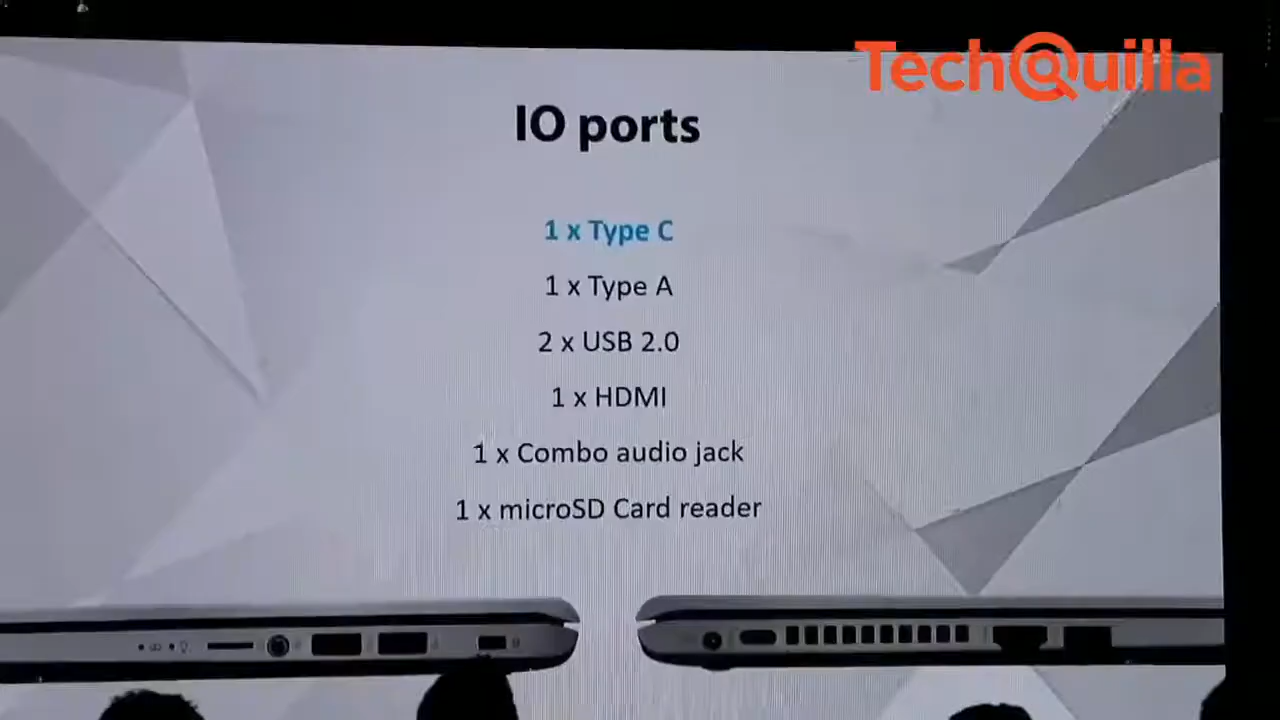 TechQuilla
IO ports
1 x Type C
1 x Type A
2 x USB 2.0
1 x HDMI
1 x Combo audio jack
1 x microSD Card reader